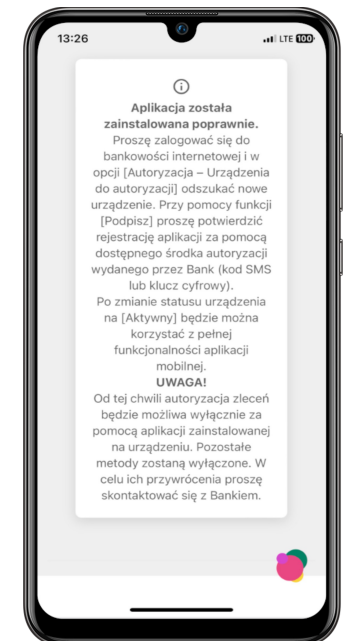 13:26 LTE 100
Aplikacja została
zainstalowana poprawnie.
Proszę zalogować się do
bankowości internetowej i w
opcji [Autoryzacja – Urządzenia
do autoryzacji] odszukać nowe
urządzenie. Przy pomocy funkcji
[Podpisz] proszę potwierdzić
rejestrację aplikacji za pomocą
dostępnego środka autoryzacji
wydanego przez Bank (kod SMS
lub klucz cyfrowy).
Po zmianie statusu urządzenia
na [Aktywny] będzie można
korzystać z pełnej
funkcjonalności aplikacji
mobilnej.
UWAGA!
Od tej chwili autoryzacja zleceń
będzie możliwa wyłącznie za
pomocą aplikacji zainstalowanej
na urządzeniu. Pozostałe
metody zostaną wyłączone. W
celu ich przywrócenia proszę
skontaktować się z Bankiem.